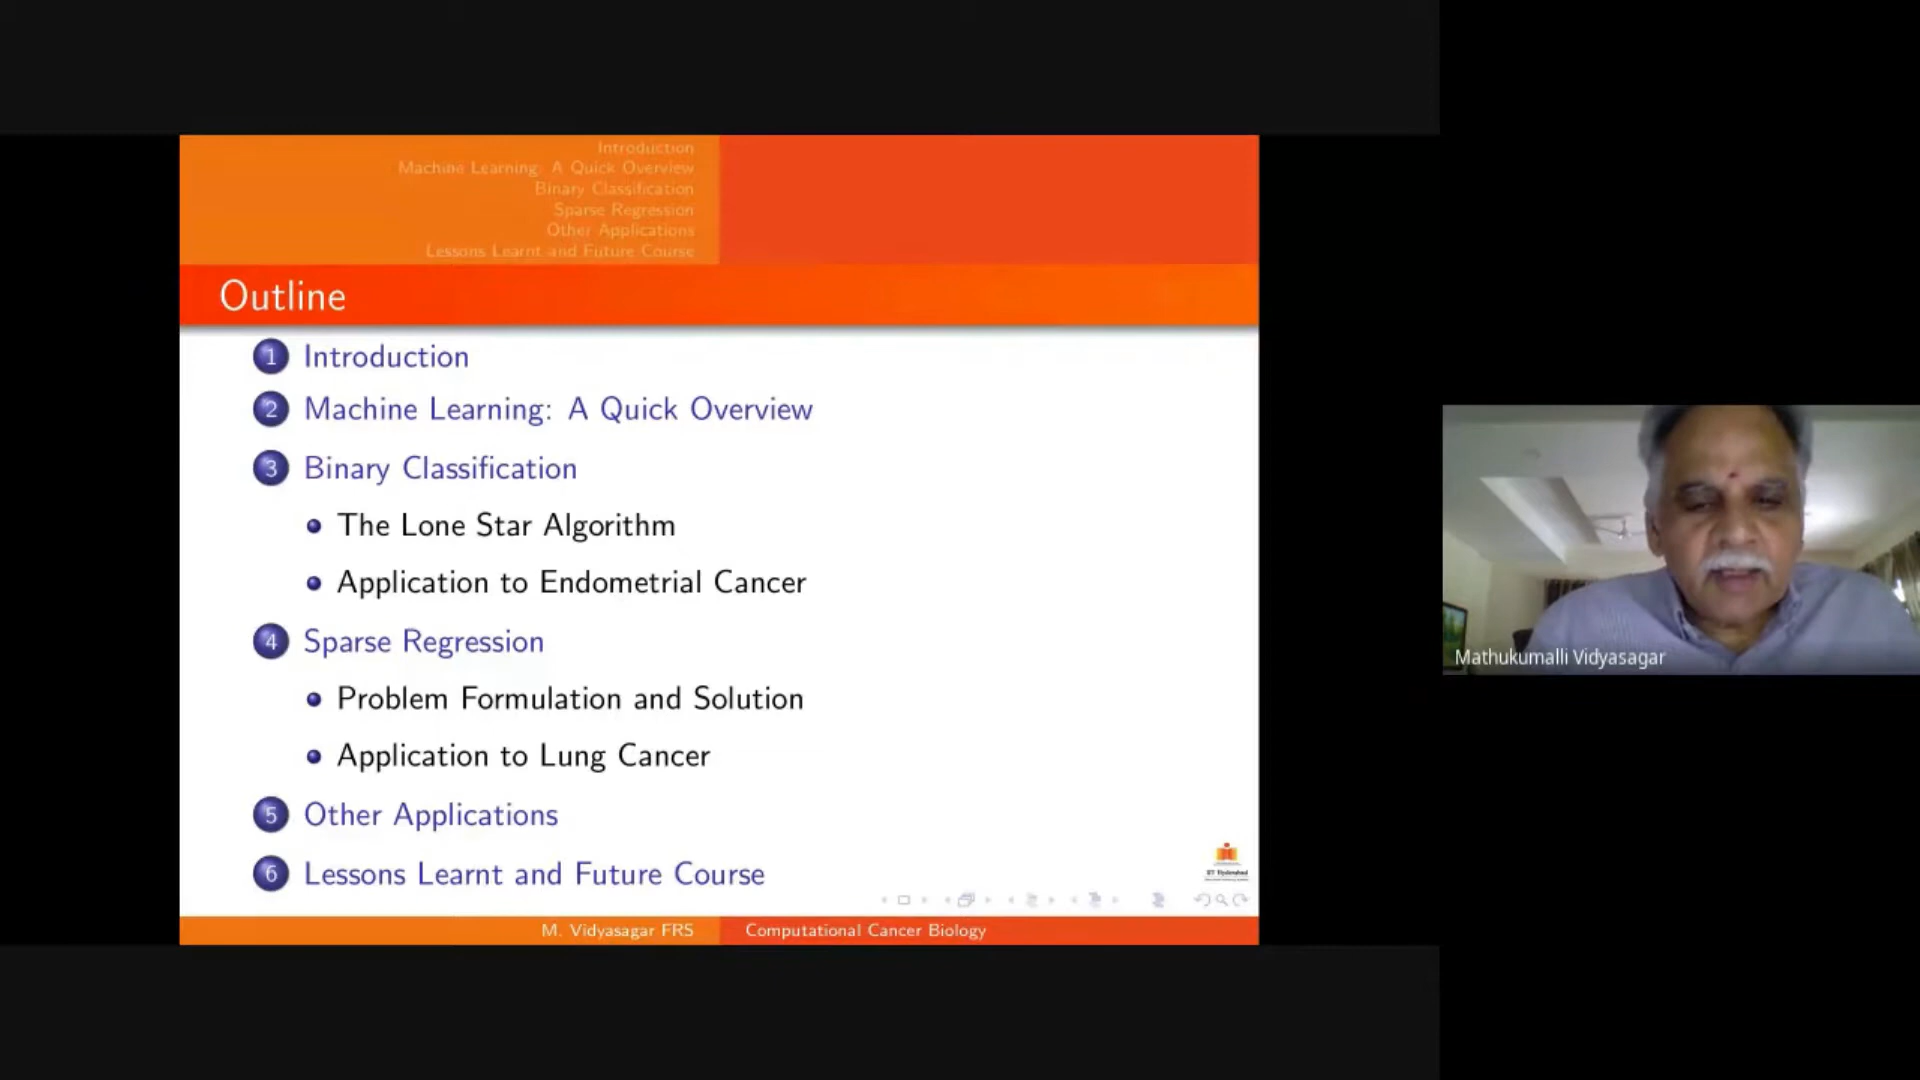 Introduction
Machine Learning: A Quick Overview
Binary Classification
Sparse Regression
Other Applications
Lessons Learnt and Future Course
Outline
1 Introduction
2 Machine Learning: A Quick Overview
3 Binary Classification
• The Lone Star Algorithm
• Application to Endometrial Cancer
4 Sparse Regression
• Problem Formulation and Solution
• Application to Lung Cancer
5 Other Applications
6 Lessons Learnt and Future Course
M. Vidyasagar FRS
Computational Cancer Biology
Mathukumalli Vidyasagar